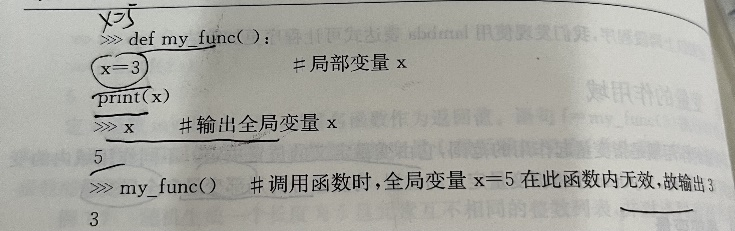 x=5
>>> def my_func():
x=3 #局部变量 x
print(x)
>>> x #输出全局变量 x
5
>>> my_func() #调用函数时,全局变量 x=5 在此函数内无效,故输出 3
3